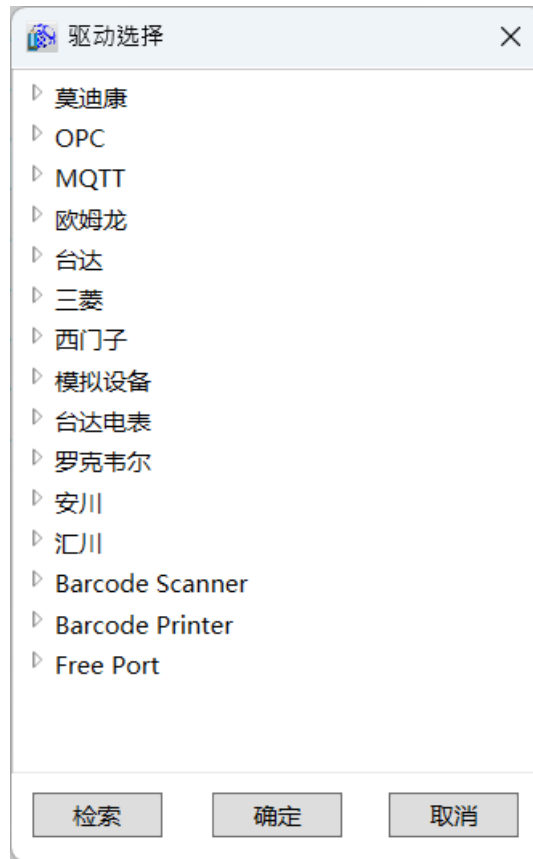 驱动选择
莫迪康
OPC
MQTT
欧姆龙
台达
三菱
西门子
模拟设备
台达电表
罗克韦尔
安川
汇川
Barcode Scanner
Barcode Printer
Free Port
检索 确定 取消